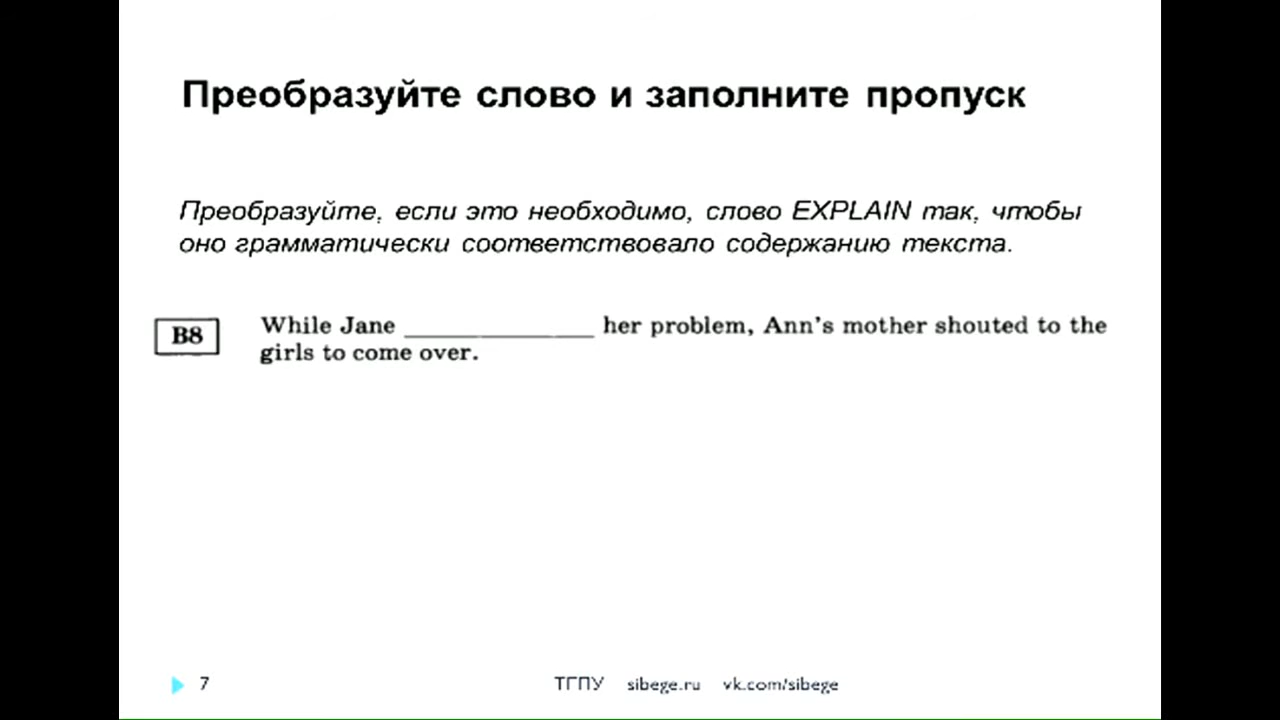 Преобразуйте слово и заполните пропуск
Преобразуйте, если это необходимо, слово EXPLAIN так, чтобы
оно грамматически соответствовало содержанию текста.
B8
While Jane _______________ her problem, Ann's mother shouted to the
girls to come over.
7 ТГПУ sibege.ru vk.com/sibege